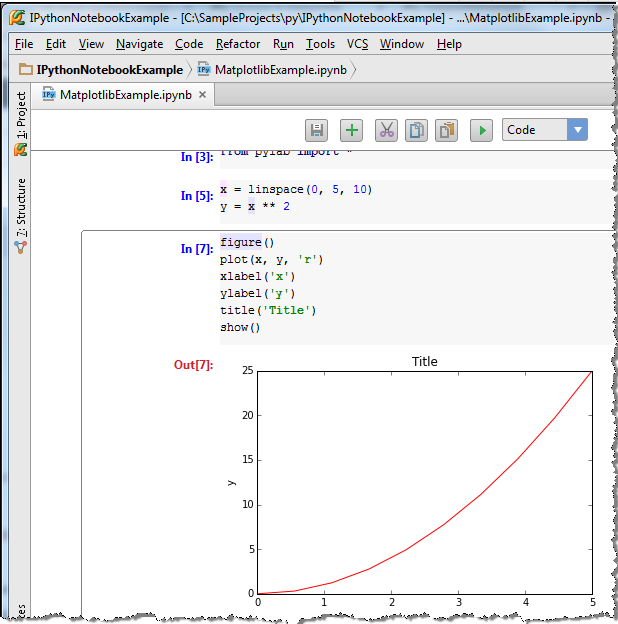 IPythonNotebookExample - [C:\SampleProjects\py\IPythonNotebookExample] - ...\MatplotlibExample.ipynb -
File Edit View Navigate Code Refactor Run Tools VCS Window Help
IPythonNotebookExample MatplotlibExample.ipynb
MatplotlibExample.ipynb
1: Project
7: Structure
Code
In [3]: from pylab import *
In [5]: x = linspace(0, 5, 10)
y = x ** 2
In [7]: figure()
plot(x, y, 'r')
xlabel('x')
ylabel('y')
title('Title')
show()
Out[7]:
Title
25
20
15
y
10
5
0
0 1 2 3 4 5